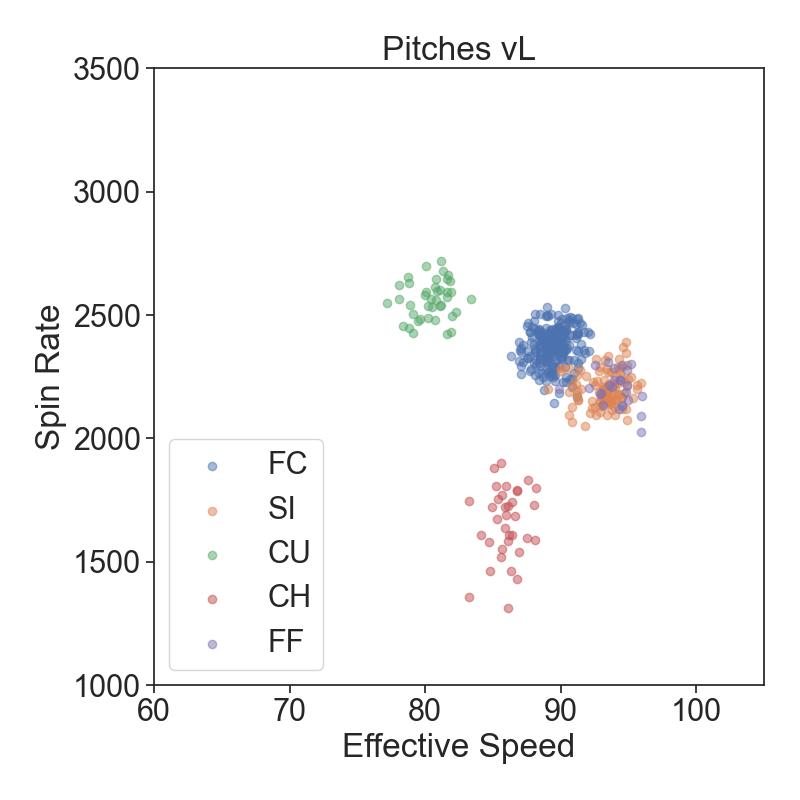 Pitches vL
3500
3000
2500
2000
1500
1000
Spin Rate
FC
SI
CU
CH
FF
60 70 80 90 100
Effective Speed